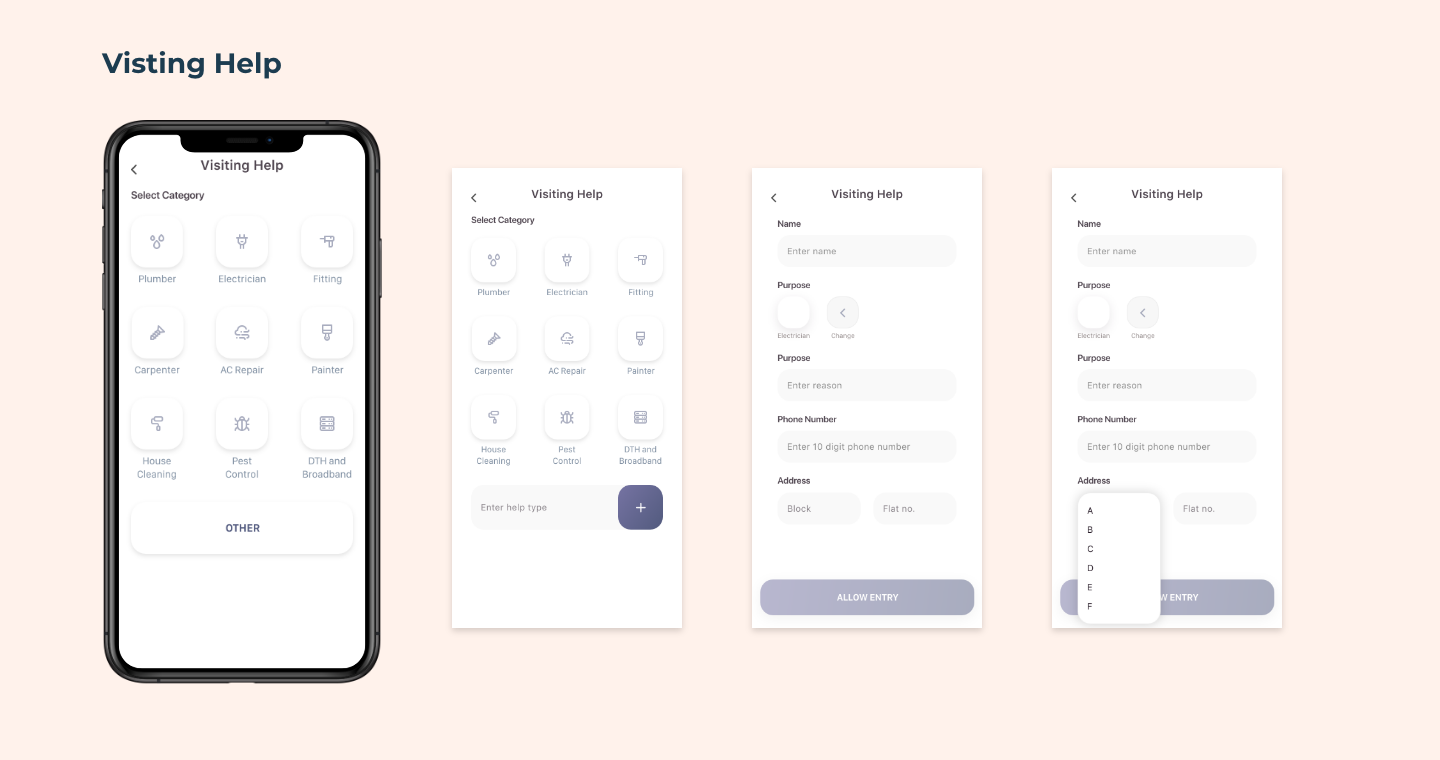 Visting Help
Visiting Help
Select Category
Plumber
Electrician
Fitting
Carpenter
AC Repair
Painter
House
Cleaning
Pest
Control
DTH and
Broadband
OTHER
Visiting Help
Select Category
Plumber
Electrician
Fitting
Carpenter
AC Repair
Painter
House
Cleaning
Pest
Control
DTH and
Broadband
Enter help type
+
Visiting Help
Name
Enter name
Purpose
Electrician
Change
Purpose
Enter reason
Phone Number
Enter 10 digit phone number
Address
Block
Flat no.
ALLOW ENTRY
Visiting Help
Name
Enter name
Purpose
Electrician
Change
Purpose
Enter reason
Phone Number
Enter 10 digit phone number
Address
Flat no.
A
B
C
D
E
F
W ENTRY